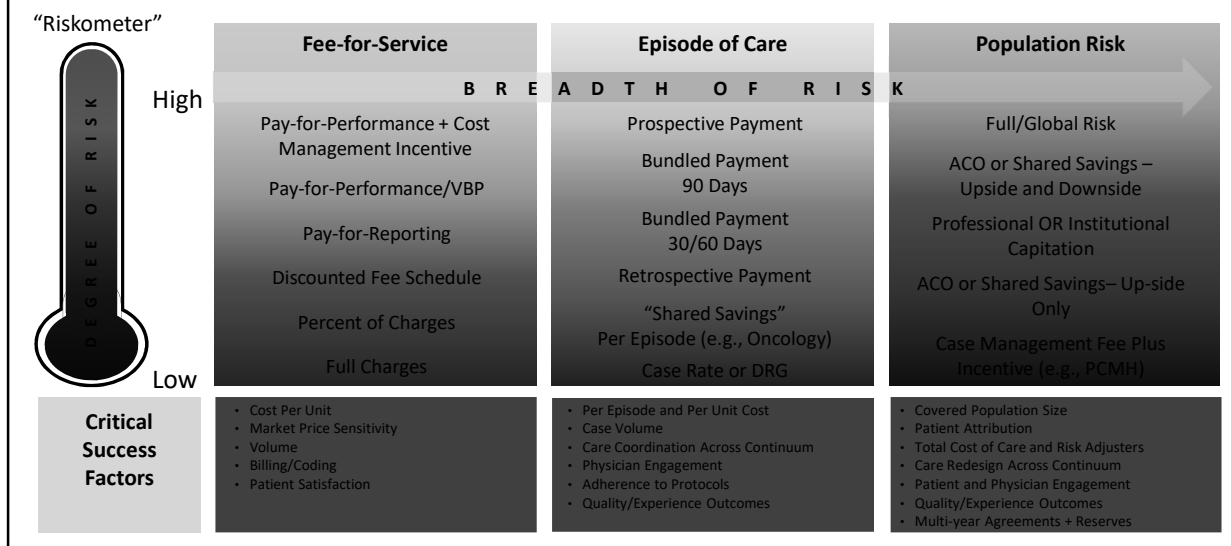 “Riskometer”
High
Low
DEGREE OF RISK
Fee-for-Service
Episode of Care
Population Risk
BREADTH OF RISK
Pay-for-Performance + Cost
Management Incentive
Pay-for-Performance/VBP
Pay-for-Reporting
Discounted Fee Schedule
Percent of Charges
Full Charges
Prospective Payment
Bundled Payment
90 Days
Bundled Payment
30/60 Days
Retrospective Payment
“Shared Savings”
Per Episode (e.g., Oncology)
Case Rate or DRG
Full/Global Risk
ACO or Shared Savings –
Upside and Downside
Professional OR Institutional
Capitation
ACO or Shared Savings– Up-side
Only
Case Management Fee Plus
Incentive (e.g., PCMH)
Critical
Success
Factors
• Cost Per Unit
• Market Price Sensitivity
• Volume
• Billing/Coding
• Patient Satisfaction
• Per Episode and Per Unit Cost
• Case Volume
• Care Coordination Across Continuum
• Physician Engagement
• Adherence to Protocols
• Quality/Experience Outcomes
• Covered Population Size
• Patient Attribution
• Total Cost of Care and Risk Adjusters
• Care Redesign Across Continuum
• Patient and Physician Engagement
• Quality/Experience Outcomes
• Multi-year Agreements + Reserves